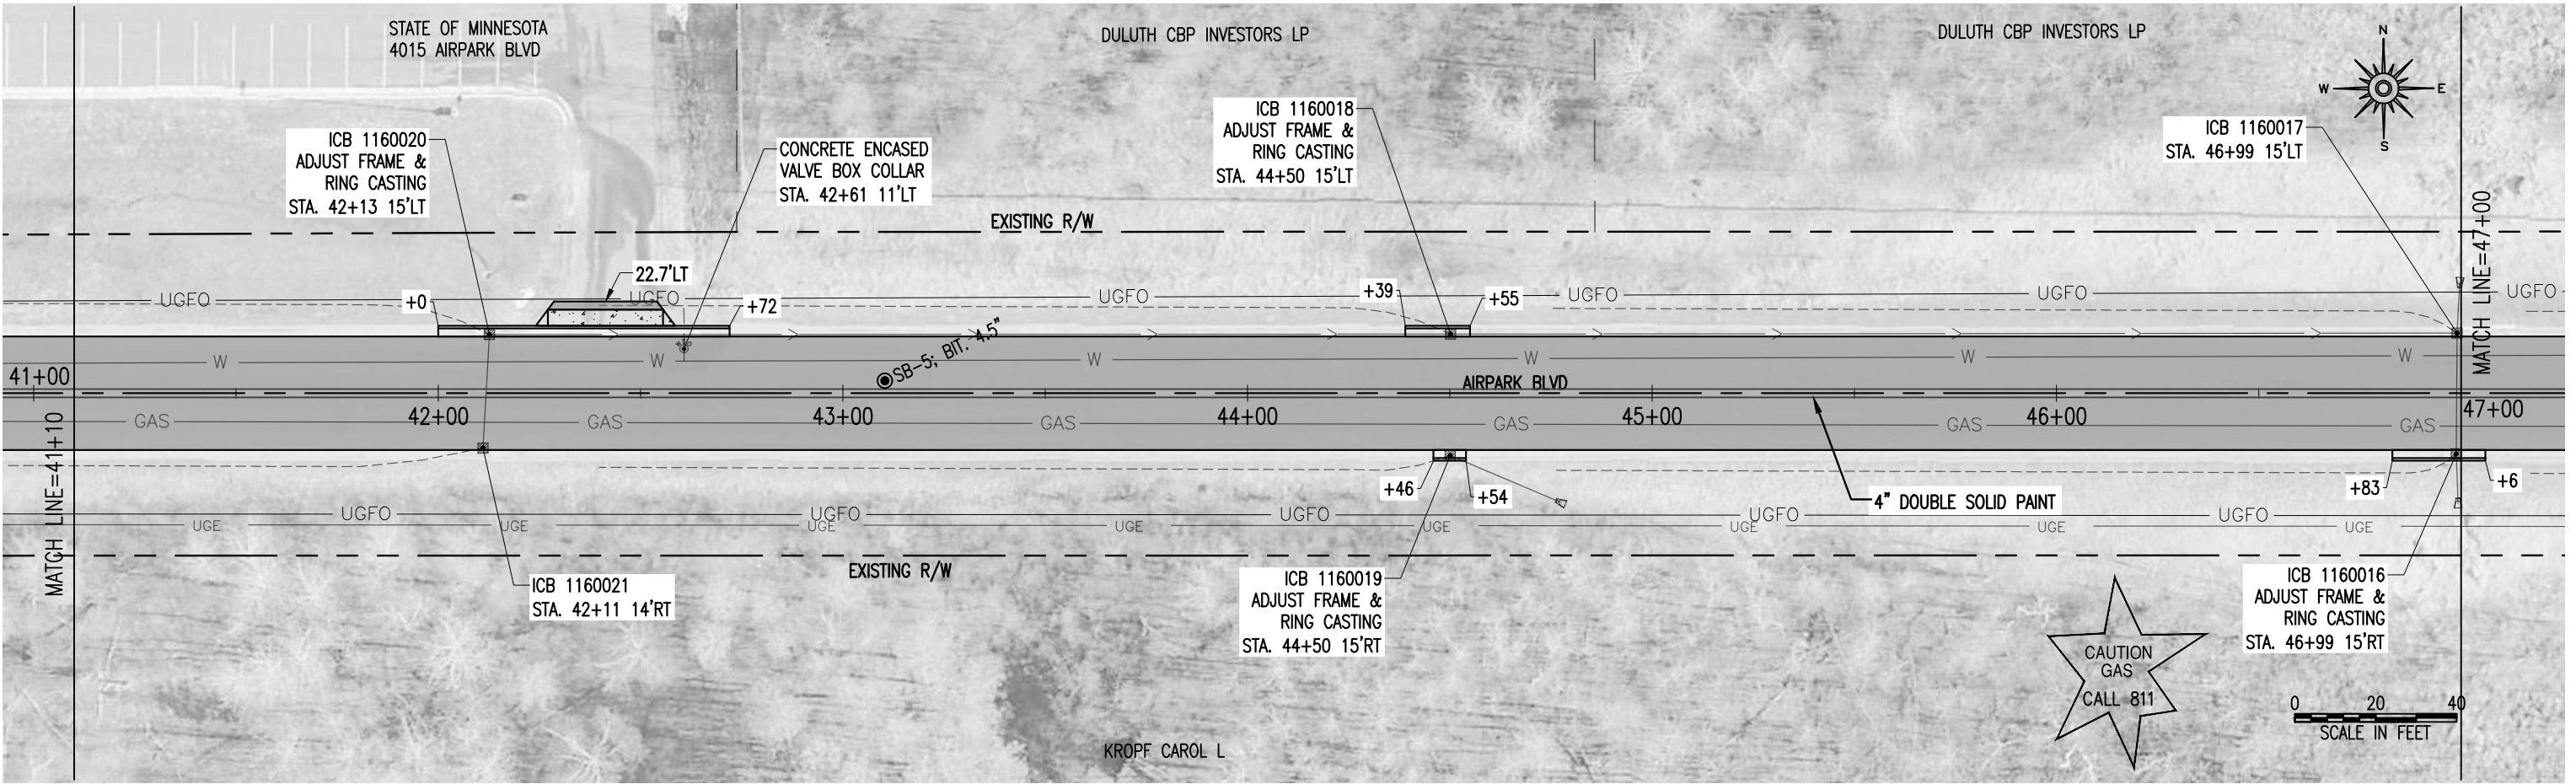 STATE OF MINNESOTA
4015 AIRPARK BLVD
DULUTH CBP INVESTORS LP
DULUTH CBP INVESTORS LP
N
W
E
S
ICB 1160020
ADJUST FRAME &
RING CASTING
STA. 42+13 15'LT
CONCRETE ENCASED
VALVE BOX COLLAR
STA. 42+61 11'LT
ICB 1160018
ADJUST FRAME &
RING CASTING
STA. 44+50 15'LT
ICB 1160017
STA. 46+99 15'LT
MATCH LINE=47+00
EXISTING R/W
22.7'LT
+0
+72
+39
+55
UGFO
UGFO
UGFO
UGFO
UGFO
UGFO
W
W
W
W
W
W
SB-5; BIT. 4.5"
AIRPARK BLVD
41+00
42+00
43+00
44+00
45+00
46+00
47+00
GAS
GAS
GAS
GAS
GAS
GAS
MATCH LINE=41+10
+46
+54
4" DOUBLE SOLID PAINT
+83
+6
UGFO
UGFO
UGFO
UGFO
UGFO
UGE
UGE
UGE
UGE
UGE
UGE
UGE
UGE
EXISTING R/W
ICB 1160021
STA. 42+11 14'RT
ICB 1160019
ADJUST FRAME &
RING CASTING
STA. 44+50 15'RT
ICB 1160016
ADJUST FRAME &
RING CASTING
STA. 46+99 15'RT
CAUTION
GAS
CALL 811
0 20 40
SCALE IN FEET
KROPF CAROL L